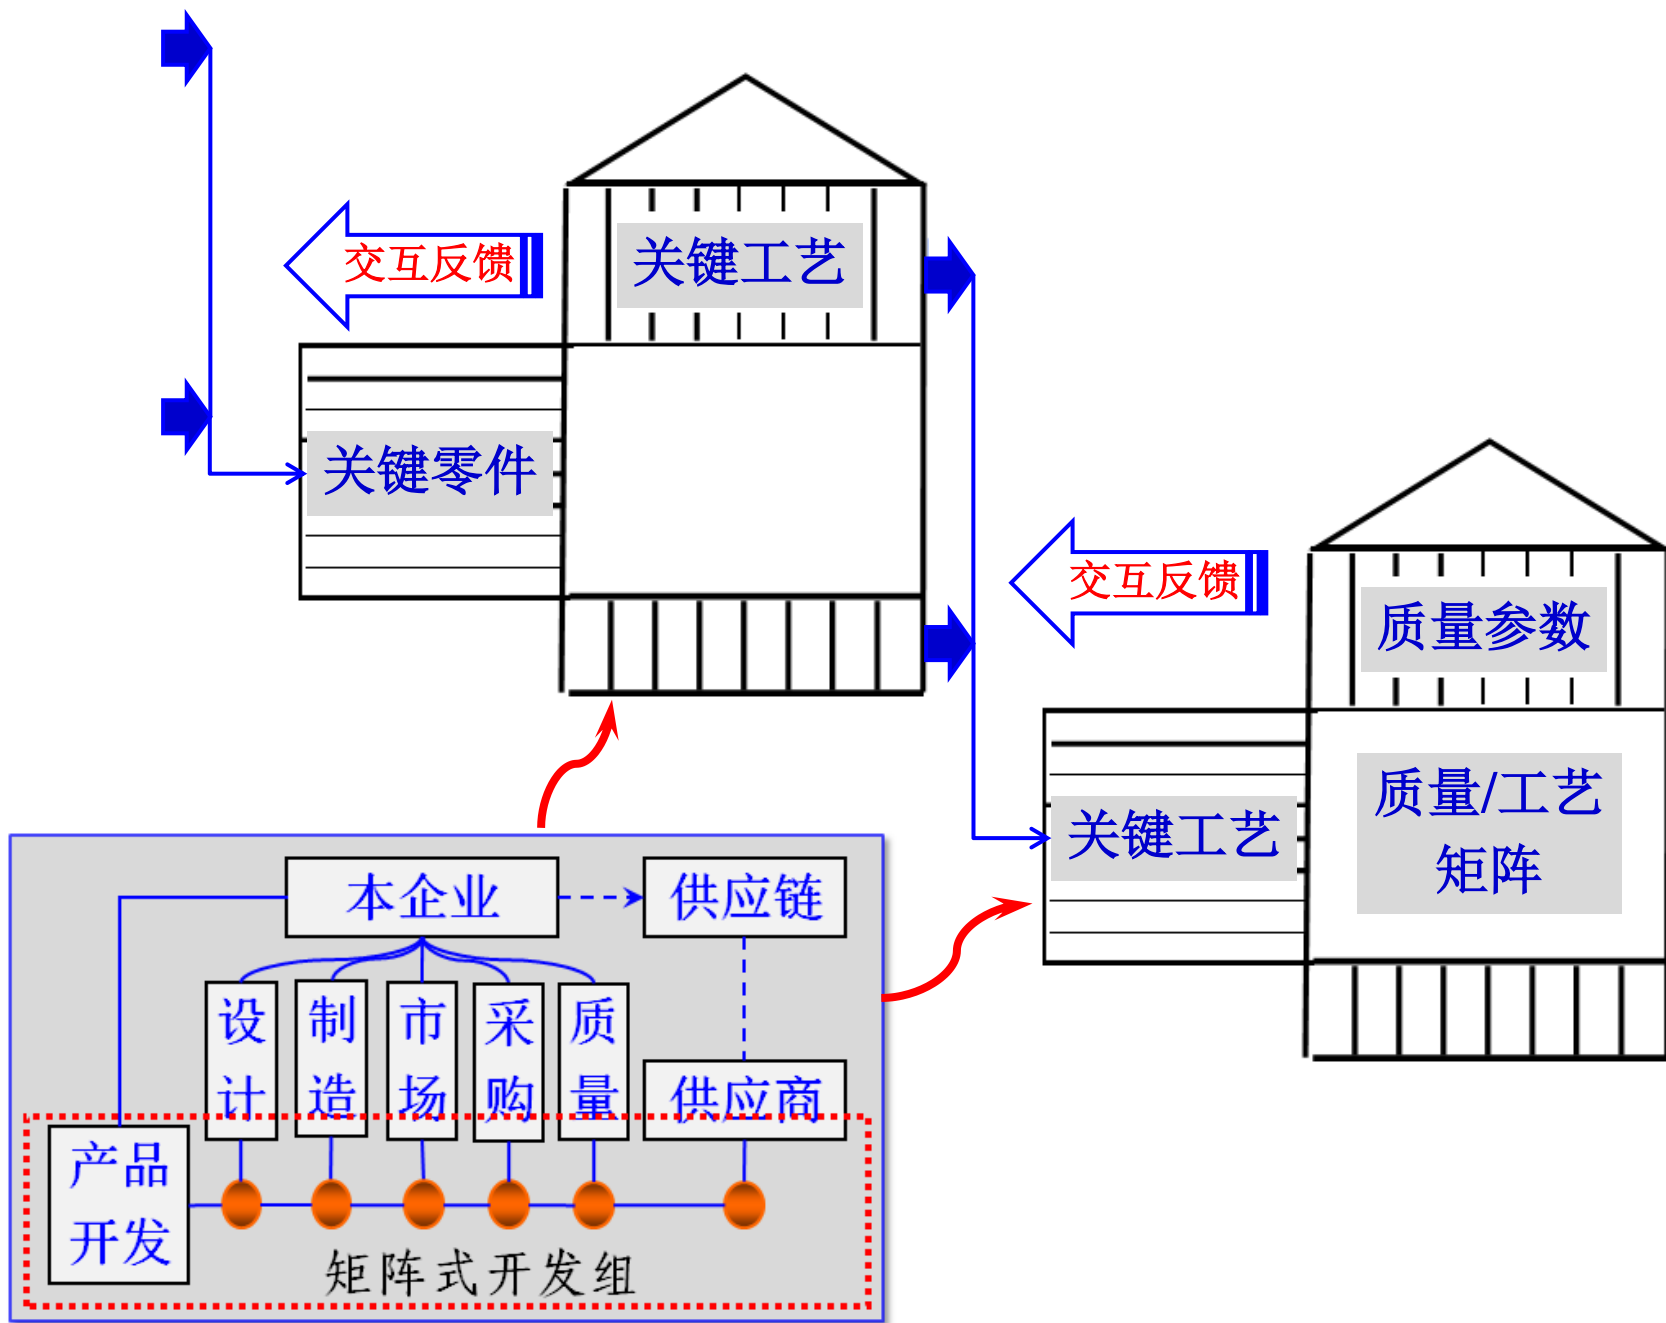 关键工艺
交互反馈
关键零件
交互反馈
质量参数
质量/工艺
矩阵
关键工艺
本企业
供应链
设计
制造
市场
采购
质量
供应商
产品
开发
矩阵式开发组